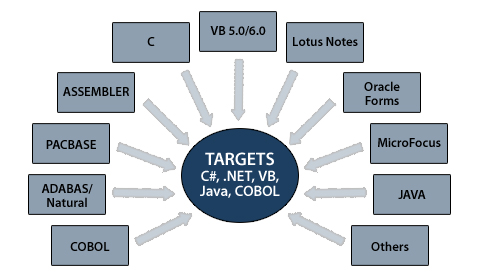 VB 5.0/6.0
C
Lotus Notes
ASSEMBLER
Oracle
Forms
PACBASE
MicroFocus
TARGETS
C#, .NET, VB,
Java, COBOL
ADABAS/
Natural
JAVA
COBOL
Others